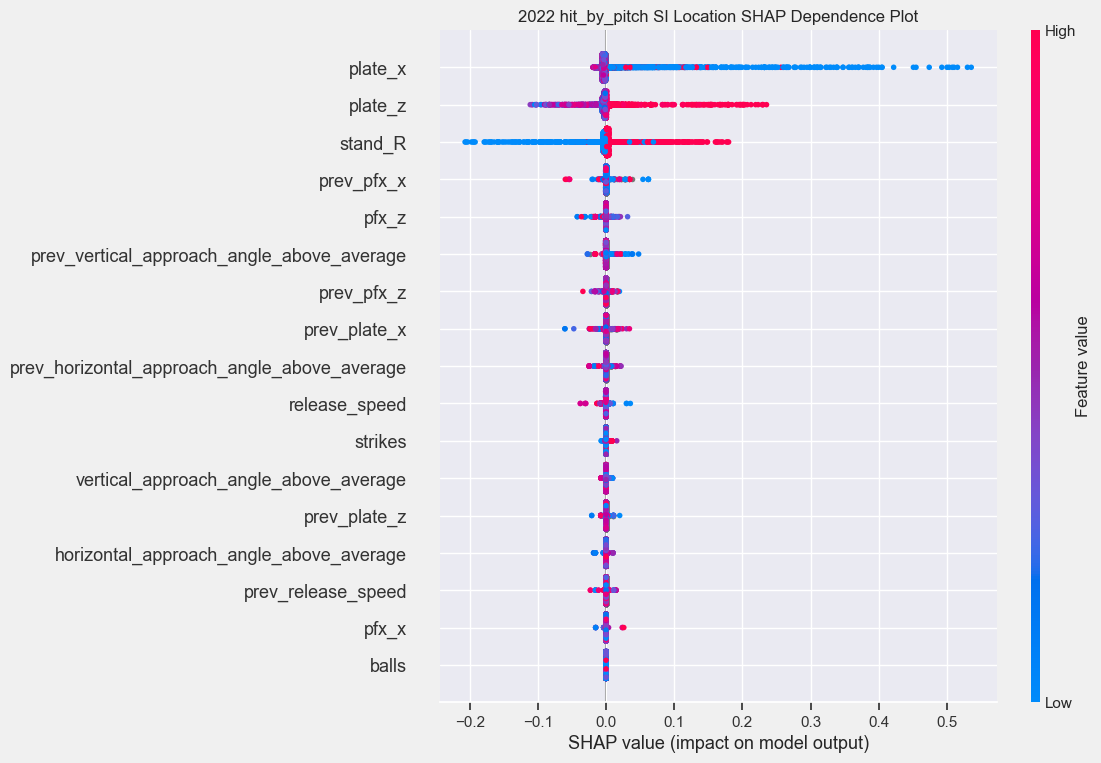 2022 hit_by_pitch SI Location SHAP Dependence Plot
plate_x
plate_z
stand_R
prev_pfx_x
pfx_z
prev_vertical_approach_angle_above_average
prev_pfx_z
prev_plate_x
prev_horizontal_approach_angle_above_average
release_speed
strikes
vertical_approach_angle_above_average
prev_plate_z
horizontal_approach_angle_above_average
prev_release_speed
pfx_x
balls
−0.2 −0.1 0.0 0.1 0.2 0.3 0.4 0.5
SHAP value (impact on model output)
High
Feature value
Low